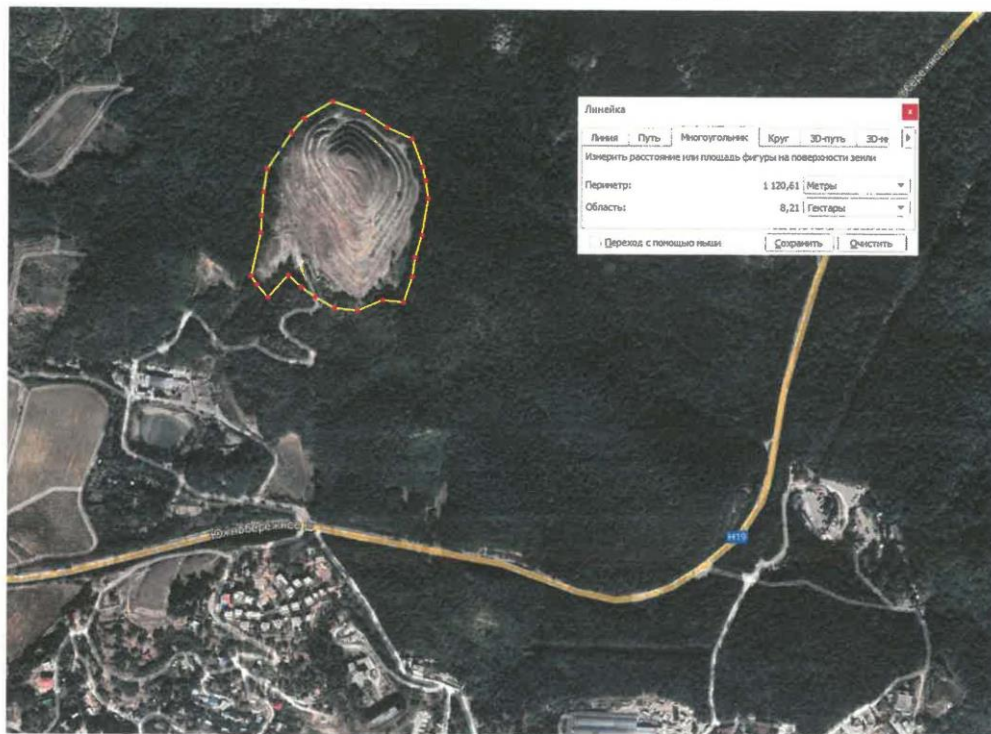 Линейка
Линия Путь Многоугольник Круг 3D-путь
Измерить расстояние или площадь фигуры на поверхности земли
Периметр: 1 120,61 Метры
Область: 8,21 Гектары
Переход с помощью мыши Сохранить Очистить
H19